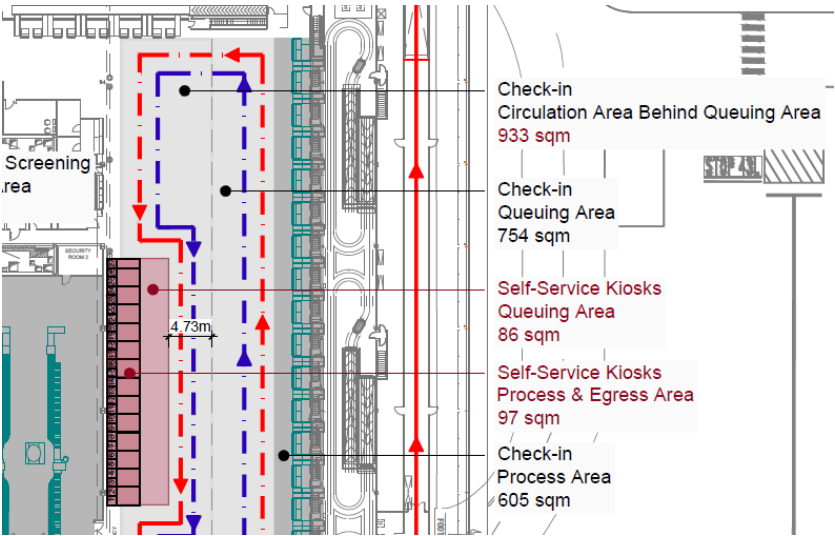 Check-in
Circulation Area Behind Queuing Area
933 sqm
Screening
Area
Check-in
Queuing Area
754 sqm
SECURITY
ROOM 2
Self-Service Kiosks
Queuing Area
86 sqm
4.73m
Self-Service Kiosks
Process & Egress Area
97 sqm
Check-in
Process Area
605 sqm